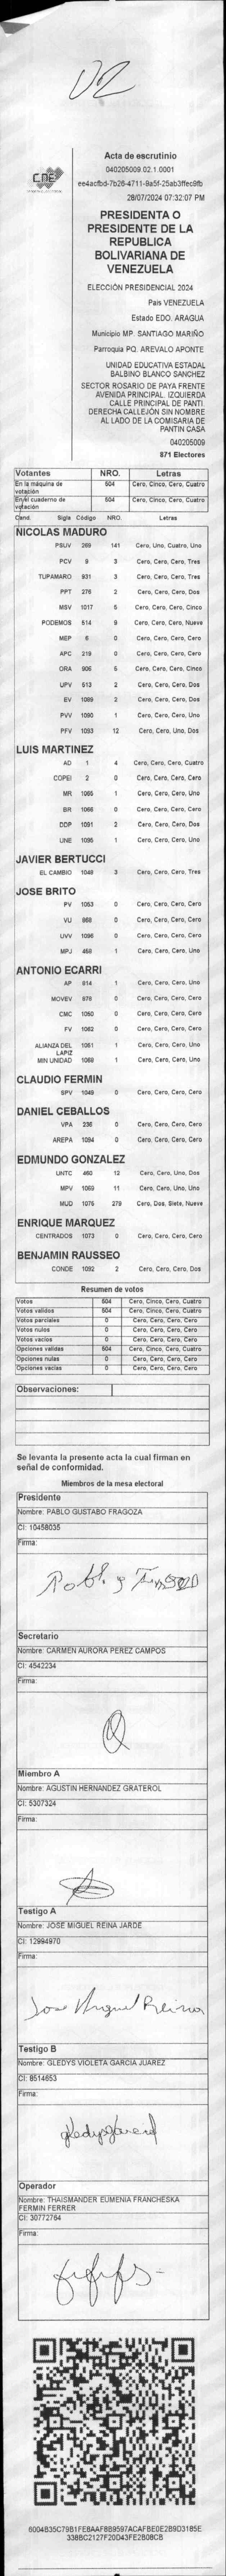 02
CNE
Acta de escrutinio
040205009.02.1.0001
ee4acfbd-7b26-4711-9a5f-25ab3ffec9fb
28/07/2024 07:32:07 PM
PRESIDENTA O
PRESIDENTE DE LA
REPUBLICA
BOLIVARIANA DE
VENEZUELA
ELECCIÓN PRESIDENCIAL 2024
Pais VENEZUELA
Estado EDO. ARAGUA
Municipio MP. SANTIAGO MARIÑO
Parroquia PQ. AREVALO APONTE
UNIDAD EDUCATIVA ESTADAL
BALBINO BLANCO SANCHEZ
SECTOR ROSARIO DE PAYA FRENTE
AVENIDA PRINCIPAL. IZQUIERDA
CALLE PRINCIPAL DE PANTI.
DERECHA CALLEJÓN SIN NOMBRE
AL LADO DE LA COMISARIA DE
PANTIN CASA
040205009
871 Electores
Votantes NRO. Letras
En la máquina de votación 504 Cero, Cinco, Cero, Cuatro
En el cuaderno de votación 504 Cero, Cinco, Cero, Cuatro
Cand. Sigla Código NRO. Letras
NICOLAS MADURO
PSUV 269 141 Cero, Uno, Cuatro, Uno
PCV 9 3 Cero, Cero, Cero, Tres
TUPAMARO 931 3 Cero, Cero, Cero, Tres
PPT 276 2 Cero, Cero, Cero, Dos
MSV 1017 5 Cero, Cero, Cero, Cinco
PODEMOS 514 9 Cero, Cero, Cero, Nueve
MEP 6 0 Cero, Cero, Cero, Cero
APC 219 0 Cero, Cero, Cero, Cero
ORA 906 5 Cero, Cero, Cero, Cinco
UPV 513 2 Cero, Cero, Cero, Dos
EV 1089 2 Cero, Cero, Cero, Dos
PVV 1090 1 Cero, Cero, Cero, Uno
PFV 1093 12 Cero, Cero, Uno, Dos
LUIS MARTINEZ
AD 1 4 Cero, Cero, Cero, Cuatro
COPEI 2 0 Cero, Cero, Cero, Cero
MR 1065 1 Cero, Cero, Cero, Uno
BR 1066 0 Cero, Cero, Cero, Cero
DDP 1091 2 Cero, Cero, Cero, Dos
UNE 1095 1 Cero, Cero, Cero, Uno
JAVIER BERTUCCI
EL CAMBIO 1048 3 Cero, Cero, Cero, Tres
JOSE BRITO
PV 1053 0 Cero, Cero, Cero, Cero
VU 968 0 Cero, Cero, Cero, Cero
UVV 1096 0 Cero, Cero, Cero, Cero
MPJ 458 1 Cero, Cero, Cero, Uno
ANTONIO ECARRI
AP 814 1 Cero, Cero, Cero, Uno
MOVEV 878 0 Cero, Cero, Cero, Cero
CMC 1050 0 Cero, Cero, Cero, Cero
FV 1062 0 Cero, Cero, Cero, Cero
ALIANZA DEL LAPIZ 1051 1 Cero, Cero, Cero, Uno
MIN UNIDAD 1058 1 Cero, Cero, Cero, Uno
CLAUDIO FERMIN
SPV 1049 0 Cero, Cero, Cero, Cero
DANIEL CEBALLOS
VPA 236 0 Cero, Cero, Cero, Cero
AREPA 1094 0 Cero, Cero, Cero, Cero
EDMUNDO GONZALEZ
UNTC 460 12 Cero, Cero, Uno, Dos
MPV 1069 11 Cero, Cero, Uno, Uno
MUD 1075 279 Cero, Dos, Siete, Nueve
ENRIQUE MARQUEZ
CENTRADOS 1073 0 Cero, Cero, Cero, Cero
BENJAMIN RAUSSEO
CONDE 1092 2 Cero, Cero, Cero, Dos
Resumen de votos
Votos 504 Cero, Cinco, Cero, Cuatro
Votos validos 504 Cero, Cinco, Cero, Cuatro
Votos parciales 0 Cero, Cero, Cero, Cero
Votos nulos 0 Cero, Cero, Cero, Cero
Votos vacios 0 Cero, Cero, Cero, Cero
Opciones validas 504 Cero, Cinco, Cero, Cuatro
Opciones nulas 0 Cero, Cero, Cero, Cero
Opciones vacias 0 Cero, Cero, Cero, Cero
Observaciones:
Se levanta la presente acta la cual firman en
señal de conformidad.
Miembros de la mesa electoral
Presidente
Nombre: PABLO GUSTABO FRAGOZA
CI: 10458035
Firma:
Secretario
Nombre: CARMEN AURORA PEREZ CAMPOS
CI: 4542234
Firma:
Miembro A
Nombre: AGUSTIN HERNANDEZ GRATEROL
CI: 5307324
Firma:
Testigo A
Nombre: JOSE MIGUEL REINA JARDE
CI: 12994970
Firma:
Jose Miguel Reina
Testigo B
Nombre: GLEDYS VIOLETA GARCIA JUAREZ
CI: 8514653
Firma:
Operador
Nombre: THAISMANDER EUMENIA FRANCHESKA
FERMIN FERRER
CI: 30772764
Firma:
6004B35C79B1FE8AAF8B9597ACAFBE0E2B9D3185E
338BC2127F20D43FE2B08CB